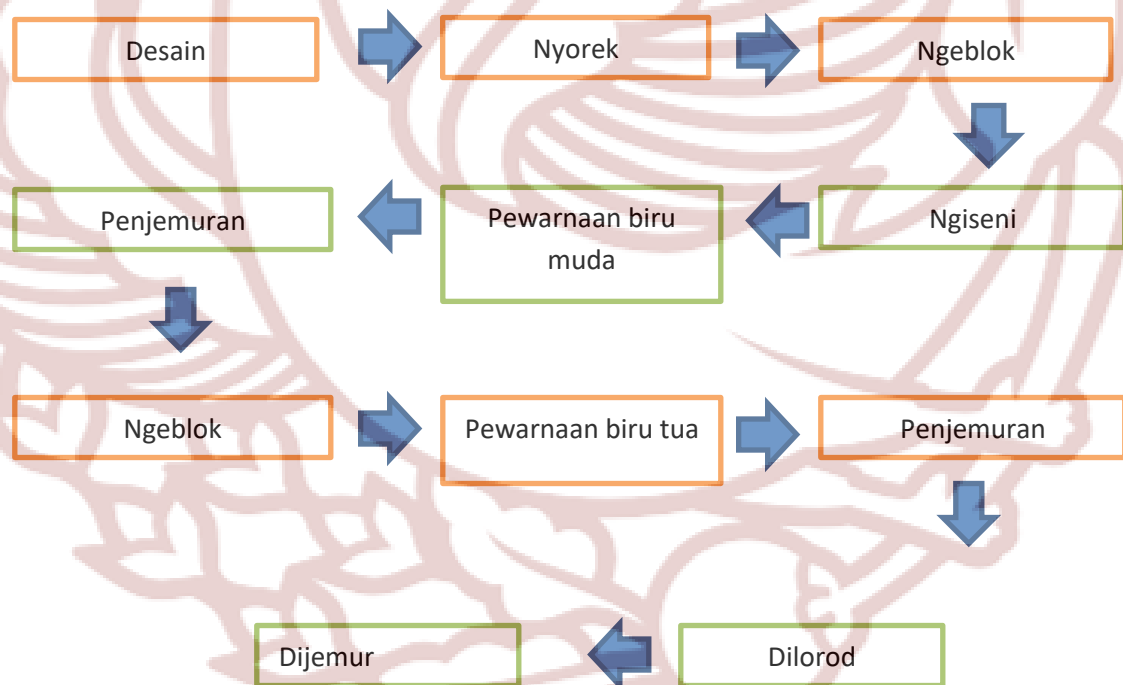 Desain
Nyorek
Ngeblok
Ngiseni
Pewarnaan biru
muda
Penjemuran
Ngeblok
Pewarnaan biru tua
Penjemuran
Dilorod
Dijemur